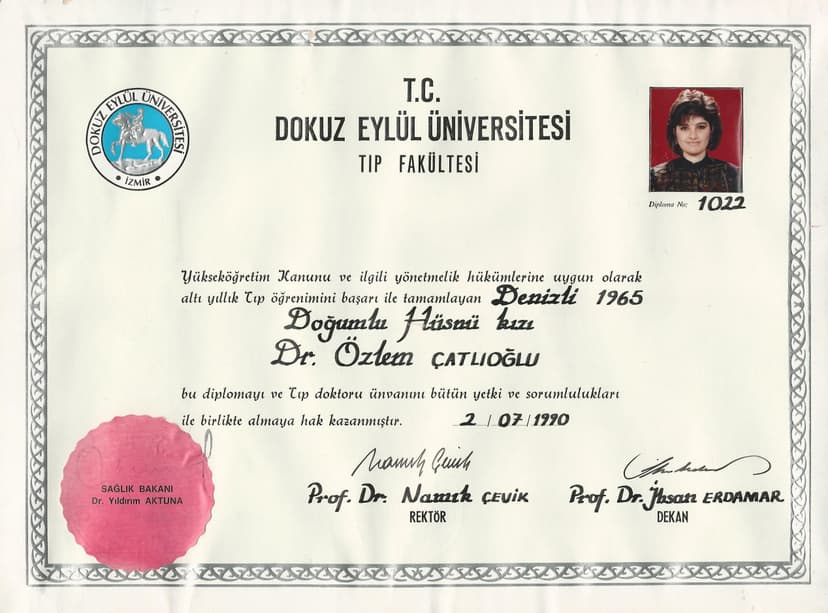 T.C.
DOKUZ EYLÜL ÜNİVERSİTESİ
TIP FAKÜLTESİ
DOKUZ EYLÜL ÜNİVERSİTESİ
• İZMİR •
Diploma No: 1022
Yükseköğretim Kanunu ve ilgili yönetmelik hükümlerine uygun olarak
altı yıllık Tıp öğrenimini başarı ile tamamlayan Denizli 1965
Doğumlu Hüsnü kızı
Dr. Özlem ÇATLIOĞLU
bu diplomayı ve Tıp doktoru ünvanını bütün yetki ve sorumlulukları
ile birlikte almaya hak kazanmıştır. 2 / 07 / 1990
Namık Çevik
Prof. Dr. Namık ÇEVİK
REKTÖR
Prof. Dr. İhsan ERDAMAR
DEKAN
SAĞLIK BAKANI
Dr. Yıldırım AKTUNA